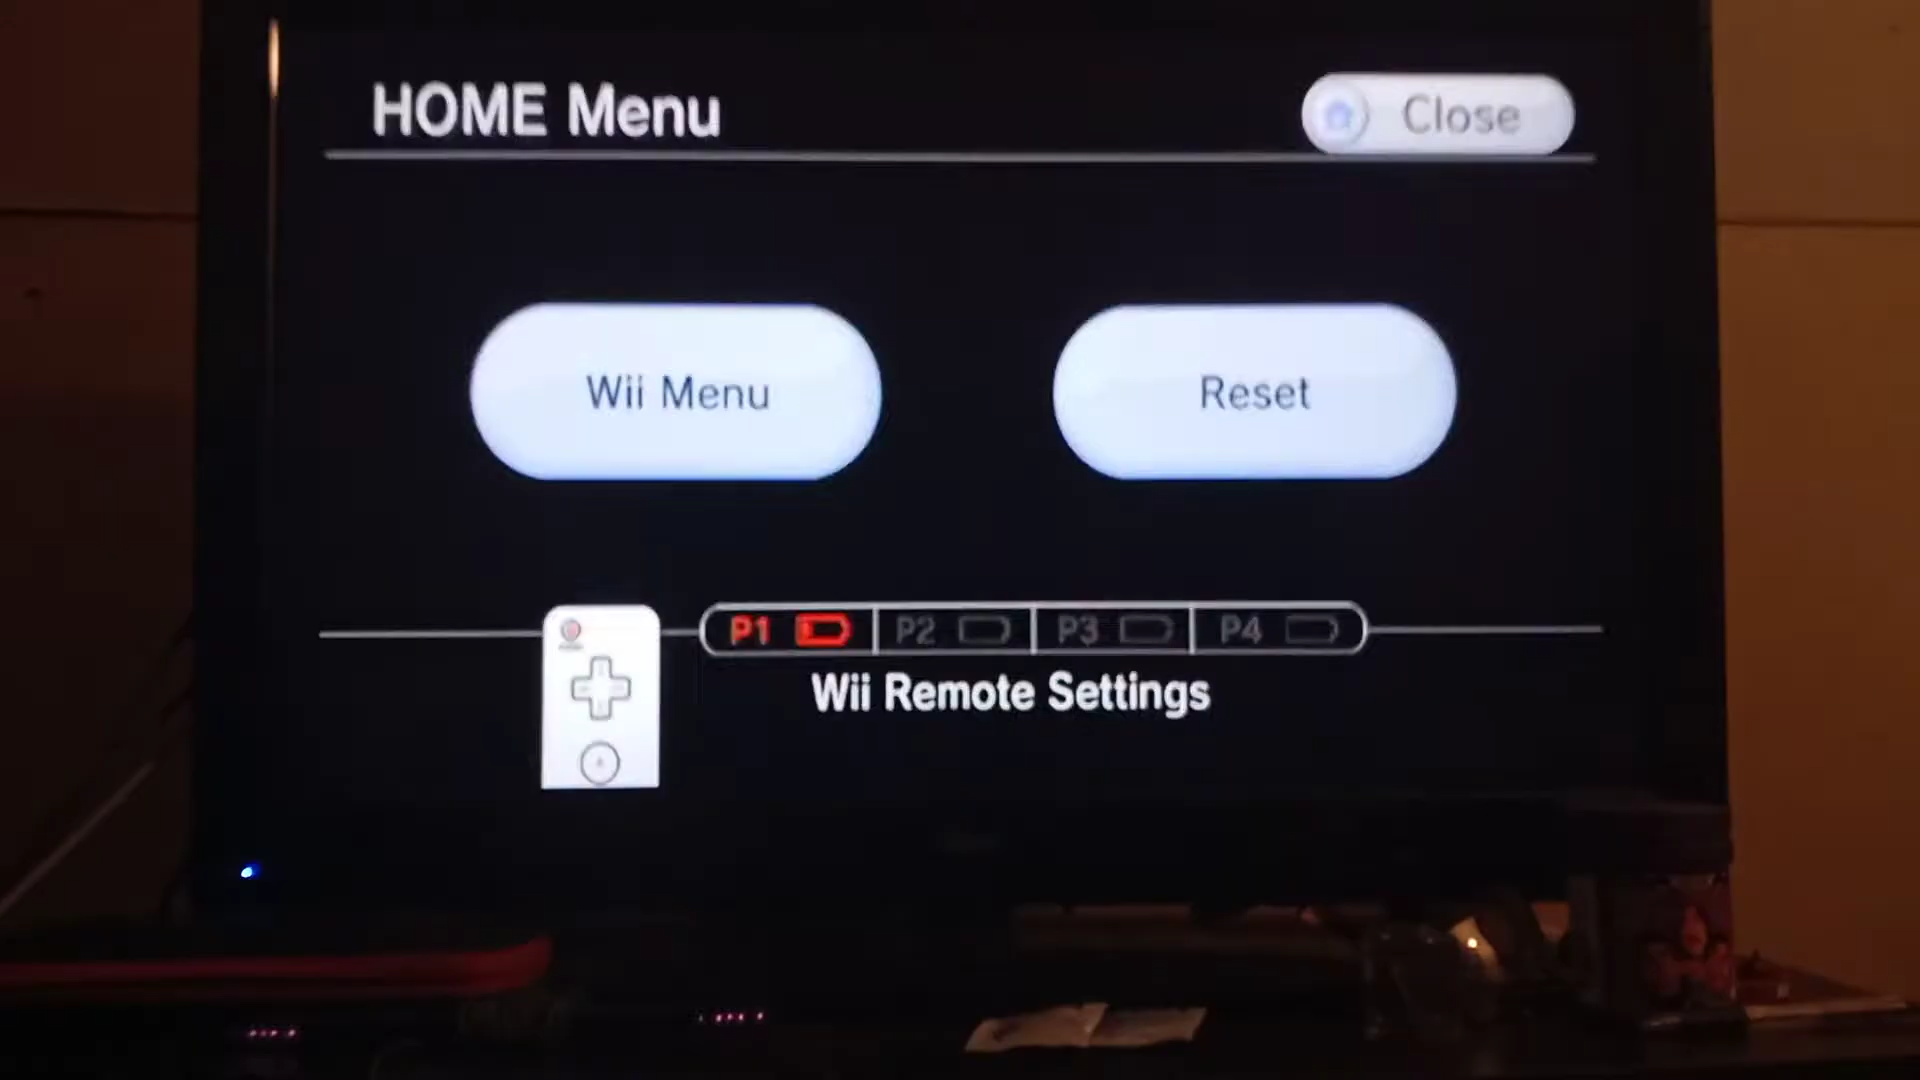 HOME Menu
Close
Wii Menu
Reset
P1 P2 P3 P4
Wii Remote Settings